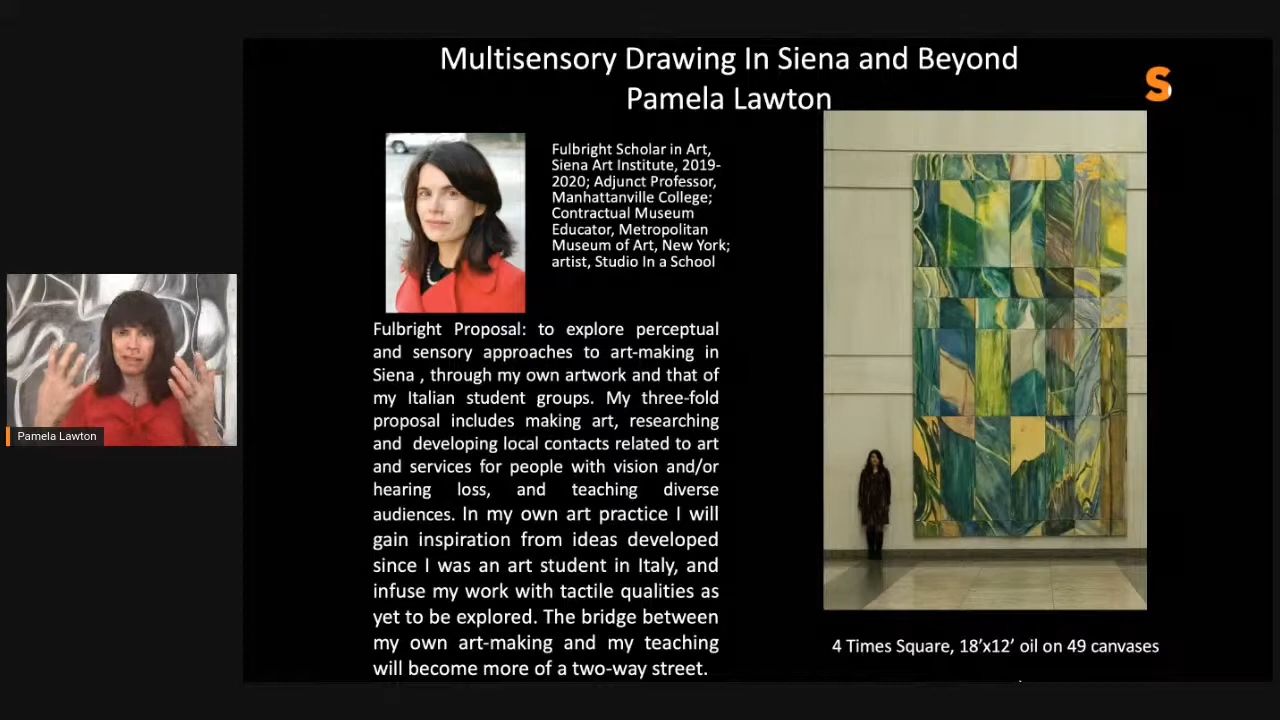 Multisensory Drawing In Siena and Beyond
Pamela Lawton
S
Fulbright Scholar in Art,
Siena Art Institute, 2019-
2020; Adjunct Professor,
Manhattanville College;
Contractual Museum
Educator, Metropolitan
Museum of Art, New York;
artist, Studio In a School
Fulbright Proposal: to explore perceptual
and sensory approaches to art-making in
Siena , through my own artwork and that of
my Italian student groups. My three-fold
proposal includes making art, researching
and developing local contacts related to art
and services for people with vision and/or
hearing loss, and teaching diverse
audiences. In my own art practice I will
gain inspiration from ideas developed
since I was an art student in Italy, and
infuse my work with tactile qualities as
yet to be explored. The bridge between
my own art-making and my teaching
will become more of a two-way street.
4 Times Square, 18’x12’ oil on 49 canvases
Pamela Lawton